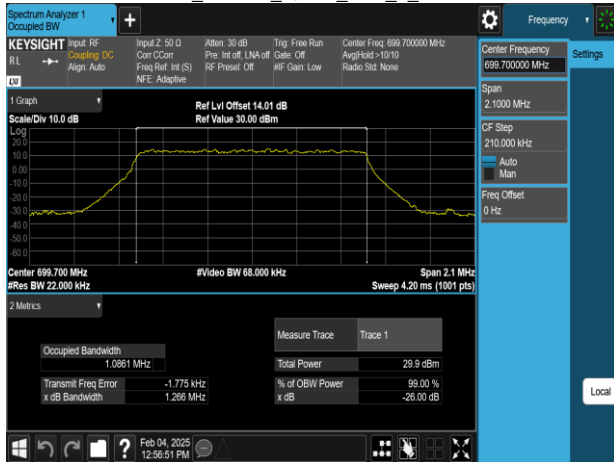 Spectrum Analyzer 1
Occupied BW
Frequency
KEYSIGHT
Input: RF
Coupling: DC
Align: Auto
RL
LXI
Input Z: 50 Ω
Corr CCorr
Freq Ref: Int (S)
NFE: Adaptive
Atten: 30 dB
Pre: Int off, LNA off
RF Preset: Off
Trig: Free Run
Gate: Off
#IF Gain: Low
Center Freq: 699.700000 MHz
Avg|Hold:>10/10
Radio Std: None
Center Frequency
699.700000 MHz
Settings
Span
2.1000 MHz
CF Step
210.000 kHz
Auto
Man
Freq Offset
0 Hz
1 Graph
Scale/Div 10.0 dB
Ref Lvl Offset 14.01 dB
Ref Value 30.00 dBm
Log
20.0
10.0
0.00
-10.0
-20.0
-30.0
-40.0
-50.0
-60.0
Center 699.700 MHz
#Video BW 68.000 kHz
Span 2.1 MHz
#Res BW 22.000 kHz
Sweep 4.20 ms (1001 pts)
2 Metrics
Measure Trace
Trace 1
Occupied Bandwidth
1.0861 MHz
Total Power
29.9 dBm
Transmit Freq Error
-1.775 kHz
% of OBW Power
99.00 %
x dB Bandwidth
1.266 MHz
x dB
-26.00 dB
Local
Feb 04, 2025
12:56:51 PM